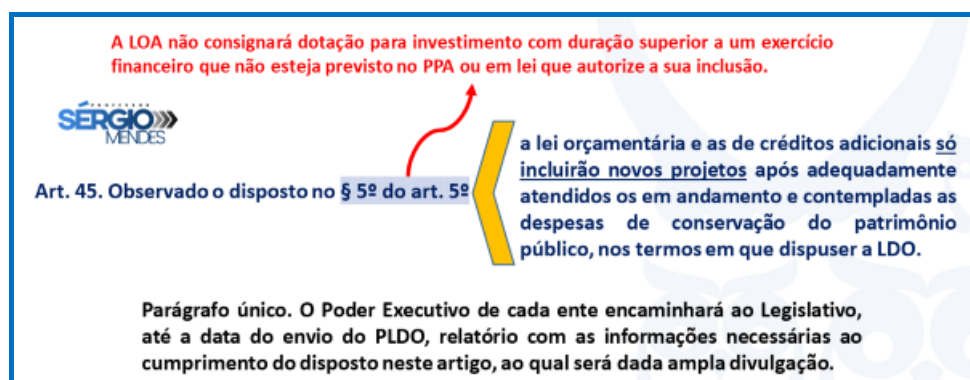 A LOA não consignará dotação para investimento com duração superior a um exercício
financeiro que não esteja previsto no PPA ou em lei que autorize a sua inclusão.
PROFESSOR
SÉRGIO
MENDES
Art. 45. Observado o disposto no § 5º do art. 5º
a lei orçamentária e as de créditos adicionais só
incluirão novos projetos após adequadamente
atendidos os em andamento e contempladas as
despesas de conservação do patrimônio
público, nos termos em que dispuser a LDO.
Parágrafo único. O Poder Executivo de cada ente encaminhará ao Legislativo,
até a data do envio do PLDO, relatório com as informações necessárias ao
cumprimento do disposto neste artigo, ao qual será dada ampla divulgação.